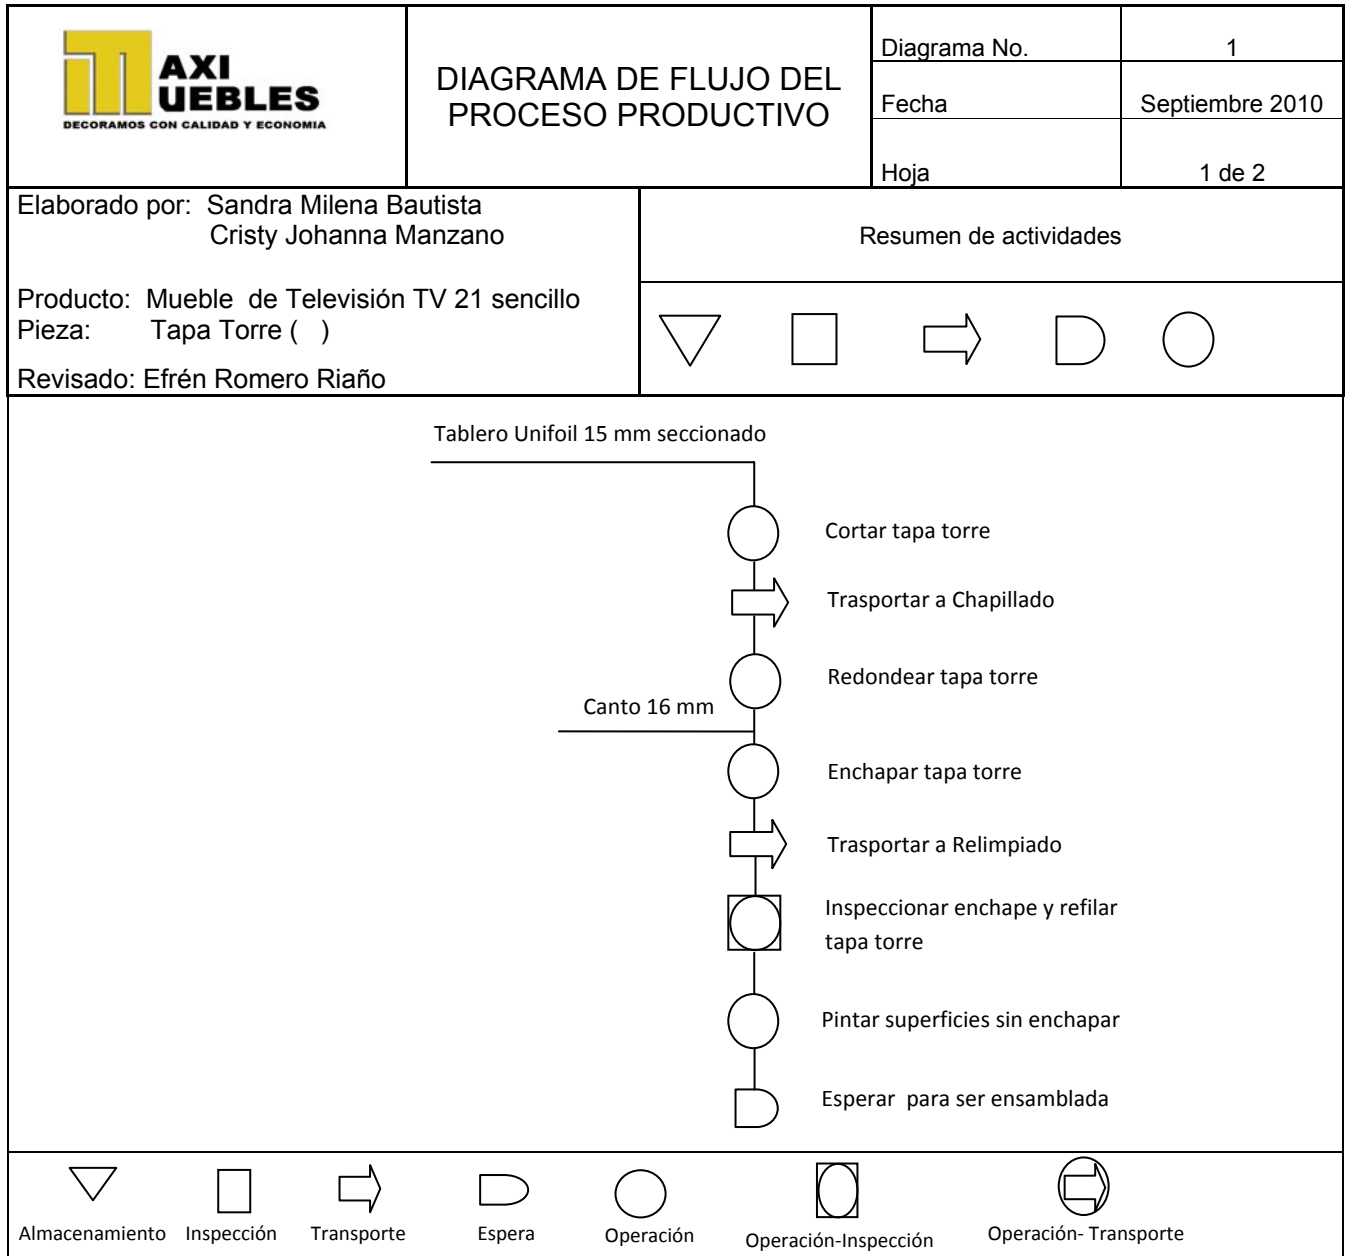 AXI
UEBLES
DECORAMOS CON CALIDAD Y ECONOMIA
DIAGRAMA DE FLUJO DEL
PROCESO PRODUCTIVO
Diagrama No.
1
Fecha
Septiembre 2010
Hoja
1 de 2
Elaborado por: Sandra Milena Bautista
Cristy Johanna Manzano
Producto: Mueble de Televisión TV 21 sencillo
Pieza: Tapa Torre ( )
Revisado: Efrén Romero Riaño
Resumen de actividades
Tablero Unifoil 15 mm seccionado
Cortar tapa torre
Trasportar a Chapillado
Redondear tapa torre
Canto 16 mm
Enchapar tapa torre
Trasportar a Relimpiado
Inspeccionar enchape y refilar
tapa torre
Pintar superficies sin enchapar
Esperar para ser ensamblada
Almacenamiento
Inspección
Transporte
Espera
Operación
Operación-Inspección
Operación- Transporte